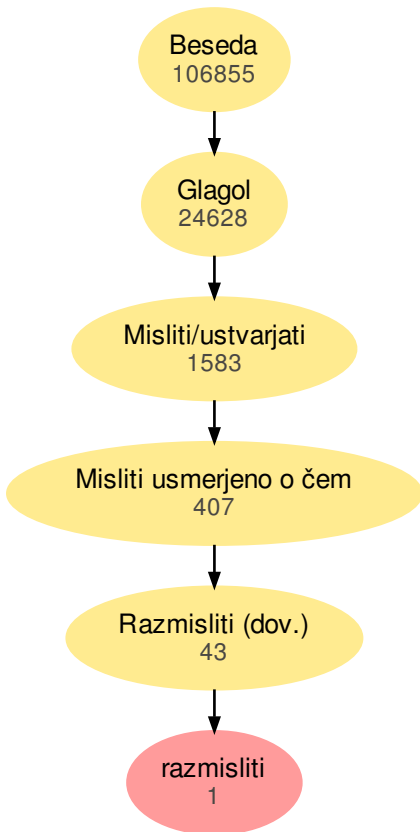 Beseda
106855
Glagol
24628
Misliti/ustvarjati
1583
Misliti usmerjeno o čem
407
Razmisliti (dov.)
43
razmisliti
1